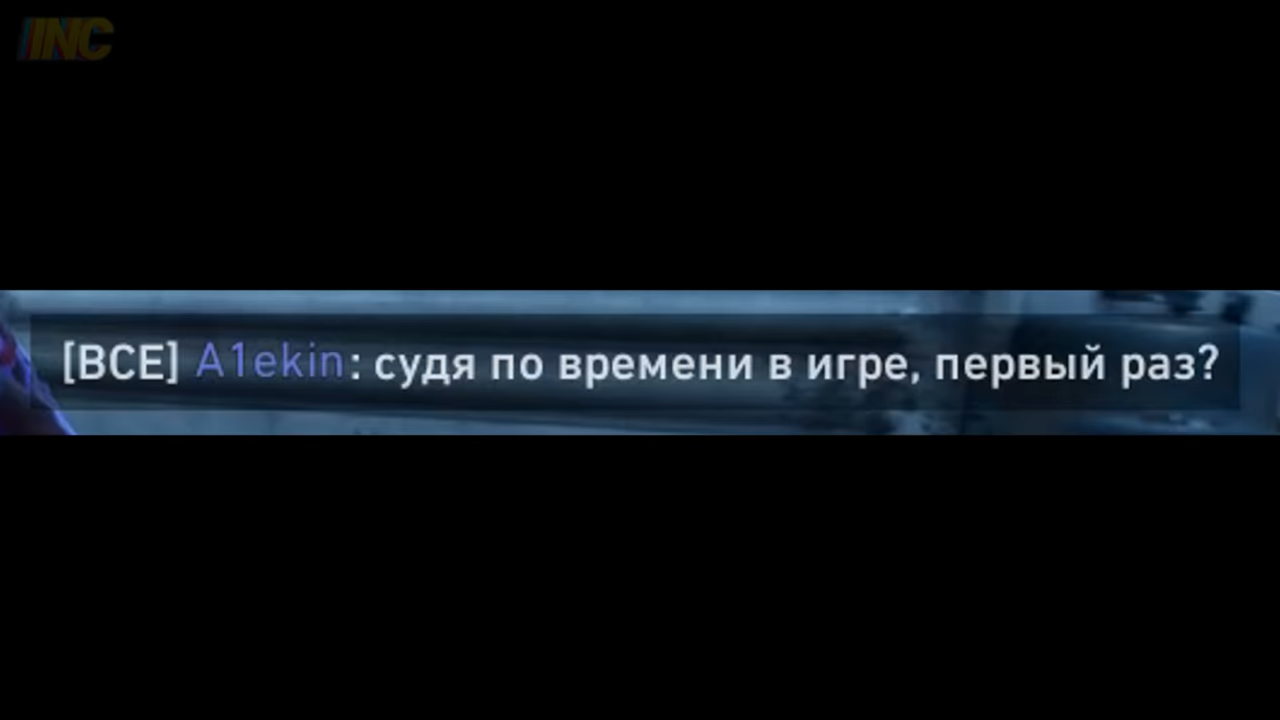 INC
[ВСЕ] A1ekin: судя по времени в игре, первый раз?